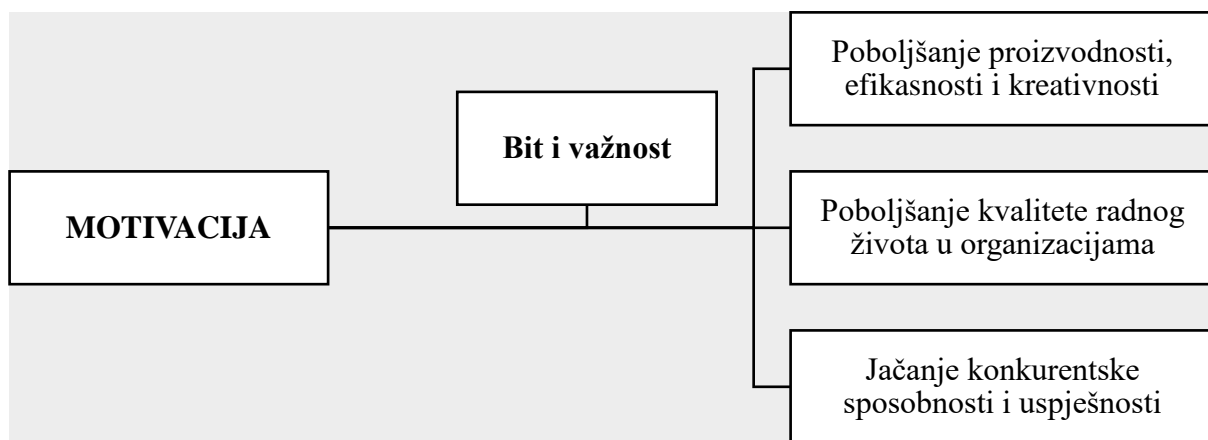 MOTIVACIJA
Bit i važnost
Poboljšanje proizvodnosti,
efikasnosti i kreativnosti
Poboljšanje kvalitete radnog
života u organizacijama
Jačanje konkurentske
sposobnosti i uspješnosti